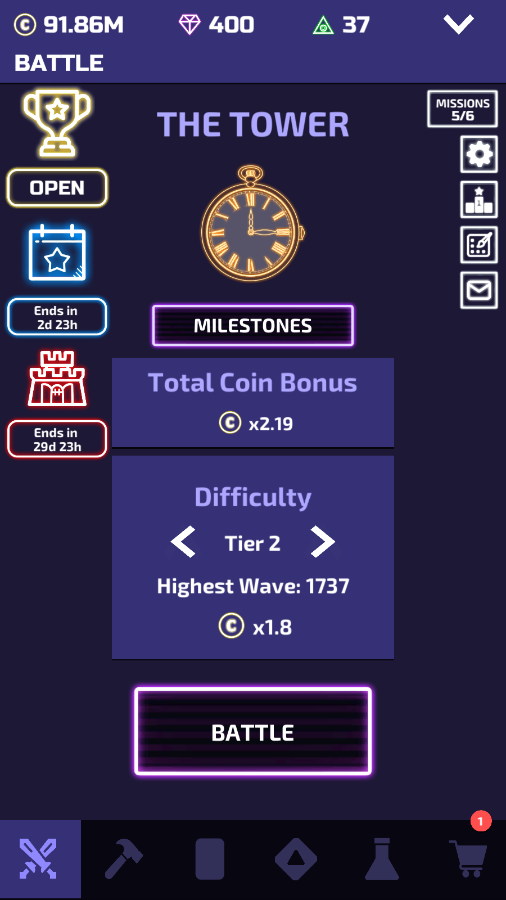 91.86M 400 37
BATTLE
THE TOWER
MISSIONS
5/6
OPEN
Ends in
2d 23h
MILESTONES
Total Coin Bonus
x2.19
Ends in
29d 23h
Difficulty
Tier 2
Highest Wave: 1737
x1.8
BATTLE
1